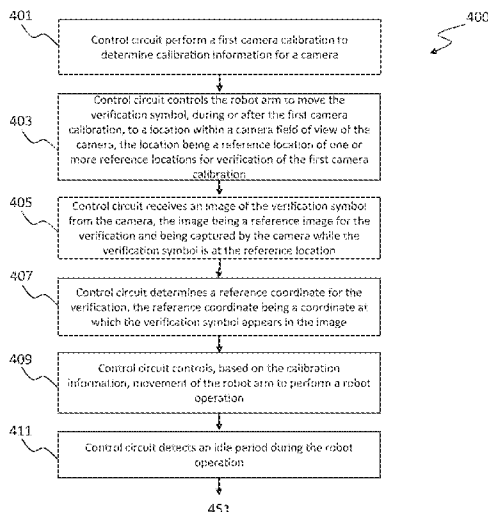 401
400
Control circuit perform a first camera calibration to
determine calibration information for a camera
403
Control circuit controls the robot arm to move the
verification symbol, during or after the first camera
calibration, to a location within a camera field of view of the
camera, the location being a reference location of one or
more reference locations for verification of the first camera
calibration
405
Control circuit receives an image of the verification symbol
from the camera, the image being a reference image for the
verification and being captured by the camera while the
verification symbol is at the reference location
407
Control circuit determines a reference coordinate for the
verification, the reference coordinate being a coordinate at
which the verification symbol appears in the image
409
Control circuit controls, based on the calibration
information, movement of the robot arm to perform a robot
operation
411
Control circuit detects an idle period during the robot
operation
453